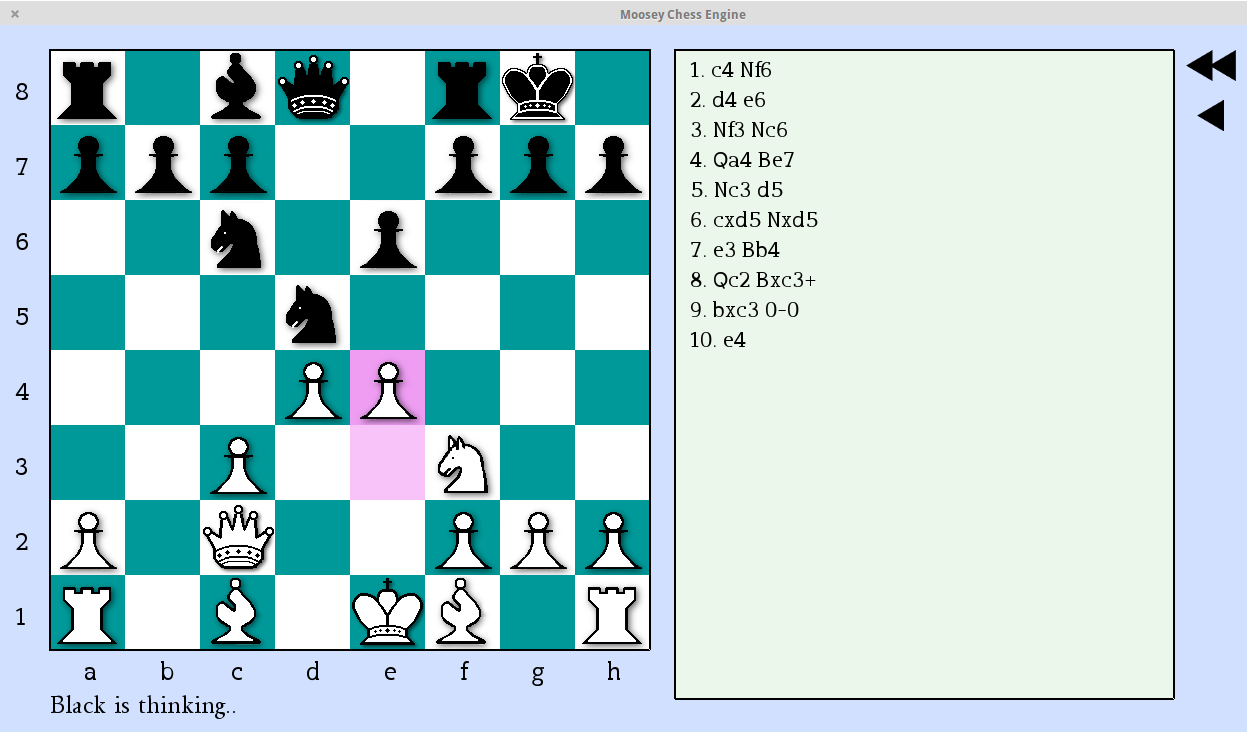 Moosey Chess Engine
8
7
6
5
4
3
2
1
a b c d e f g h
Black is thinking..
1. c4 Nf6
2. d4 e6
3. Nf3 Nc6
4. Qa4 Be7
5. Nc3 d5
6. cxd5 Nxd5
7. e3 Bb4
8. Qc2 Bxc3+
9. bxc3 0-0
10. e4